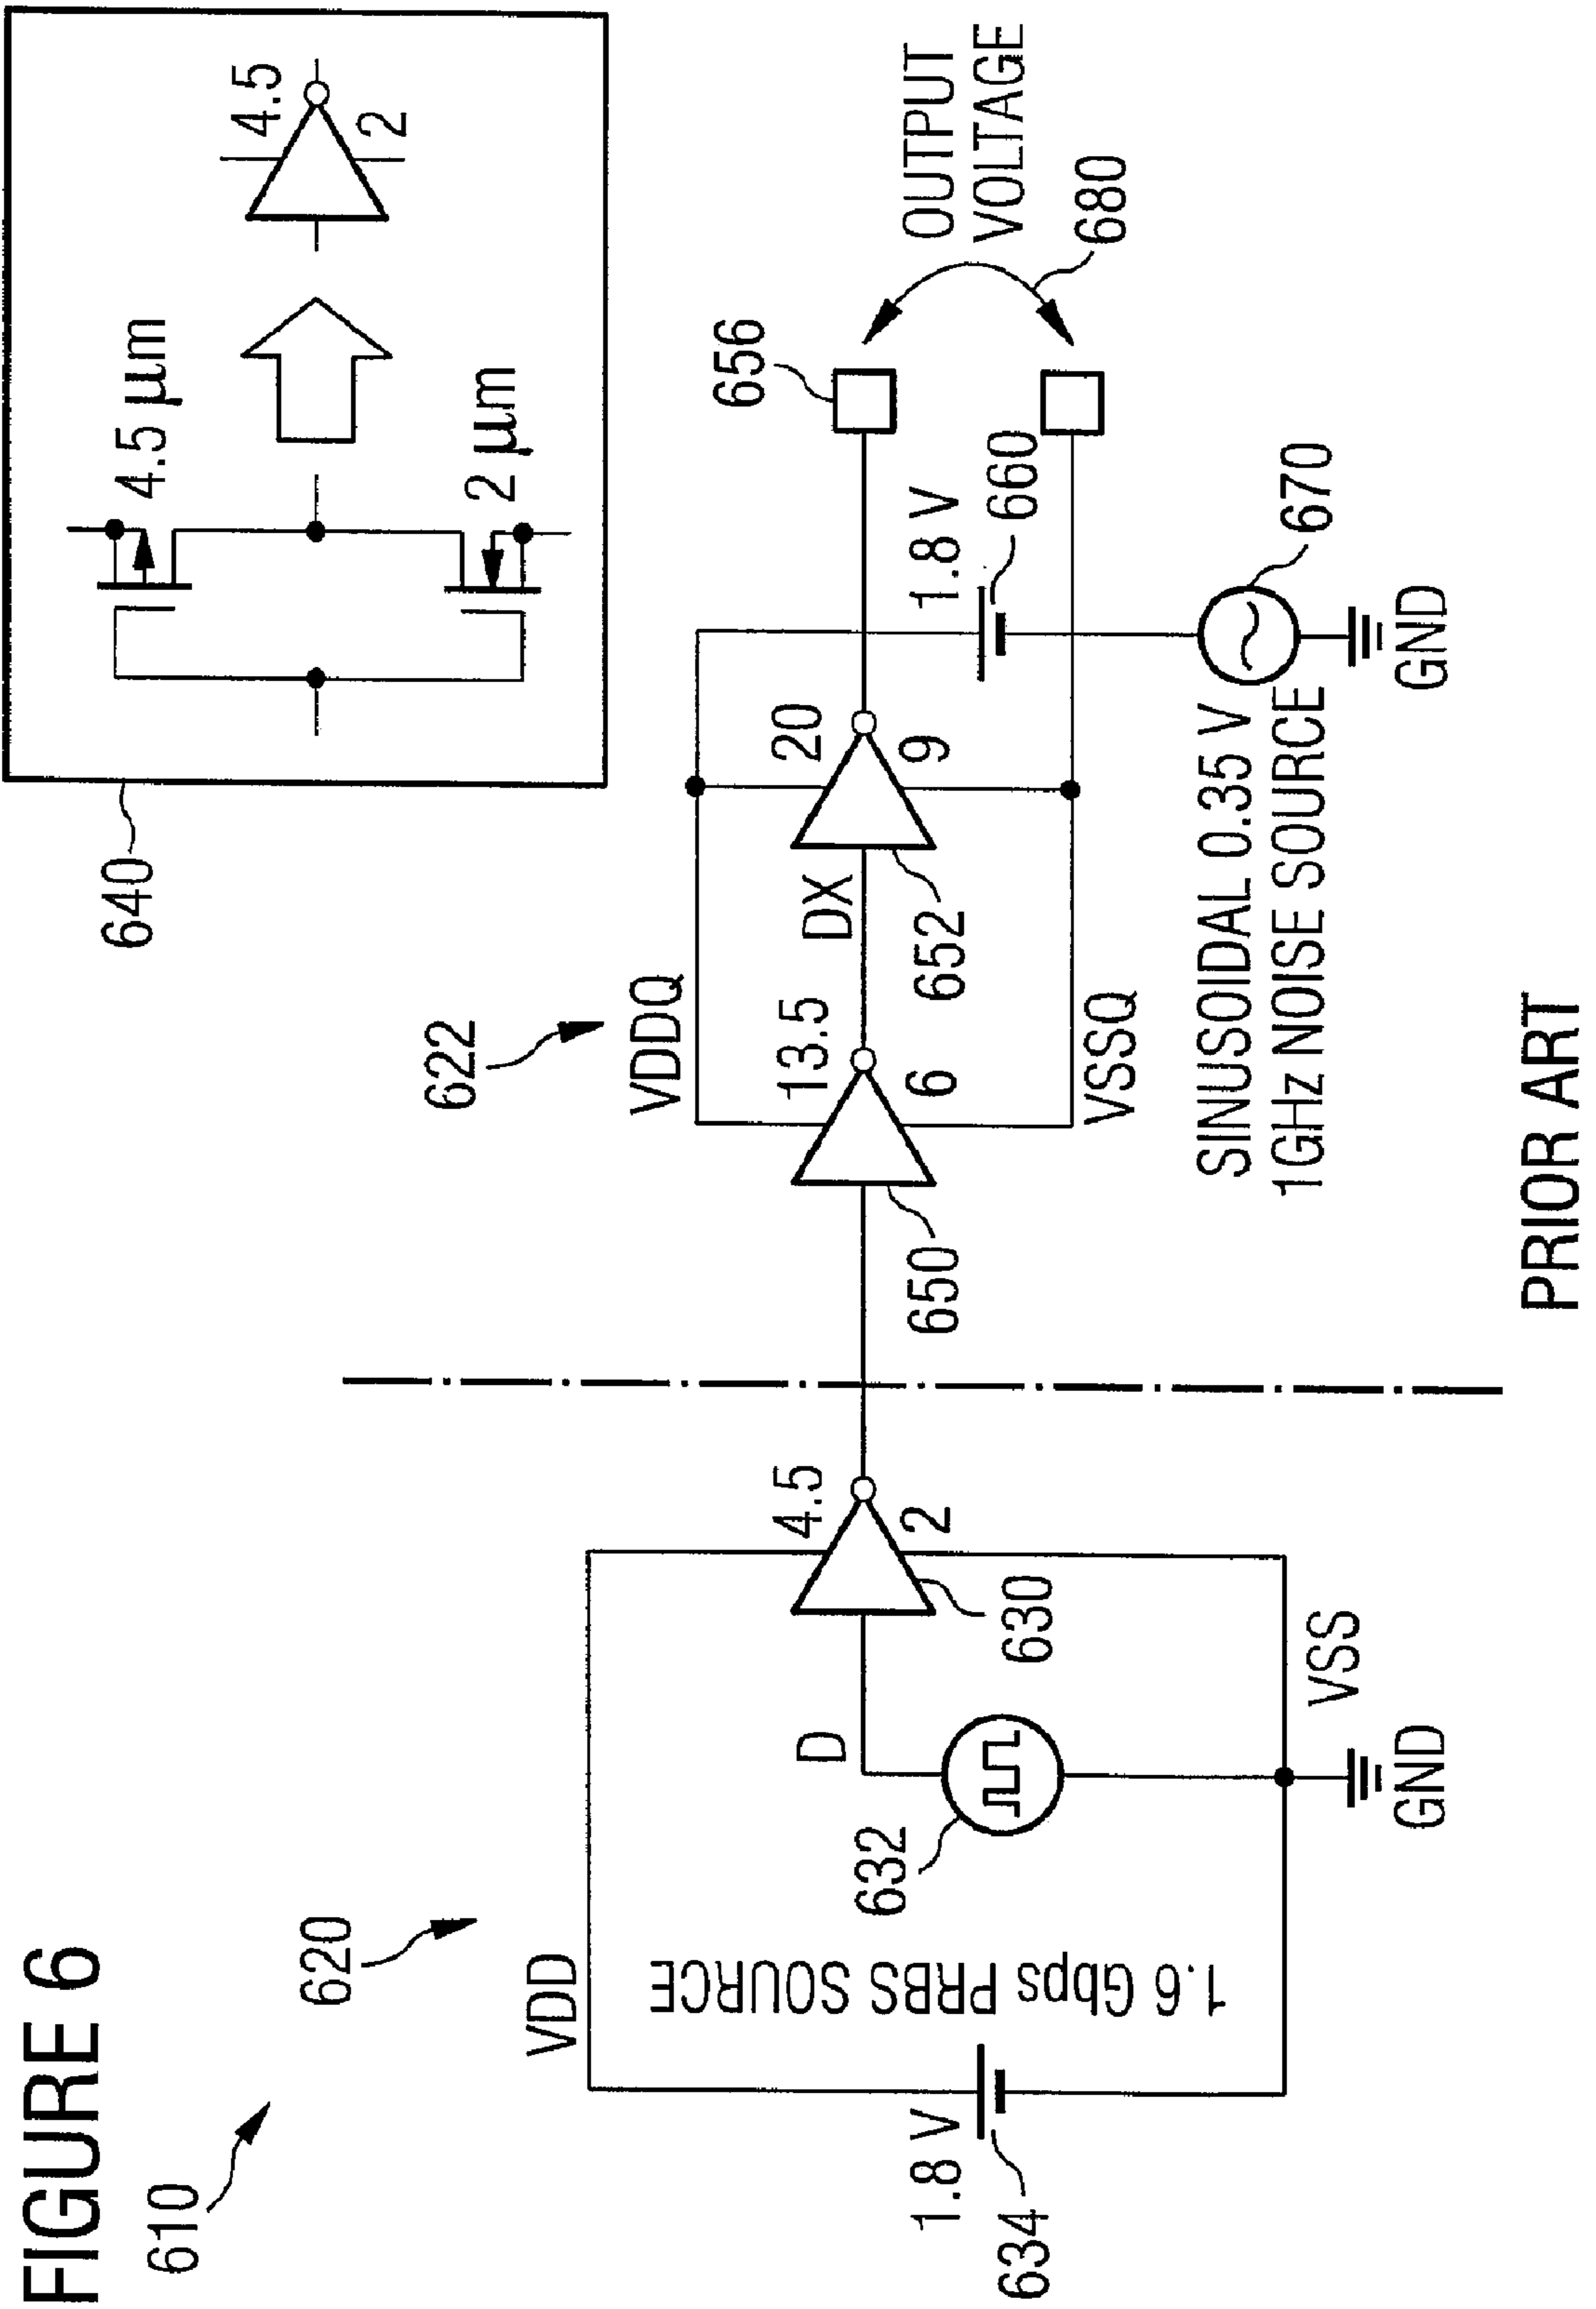 FIGURE 6
610
620
622
640
4.5 µm
2 µm
4.5
2
VDD
1.8 V
634
1.6 Gbps PRBS SOURCE
632
D
4.5
2
630
VSS
GND
VDDQ
13.5
6
650
DX
20
9
652
VSSQ
1.8 V
660
656
OUTPUT
VOLTAGE
680
SINUSOIDAL 0.35 V
1GHz NOISE SOURCE
670
GND
PRIOR ART